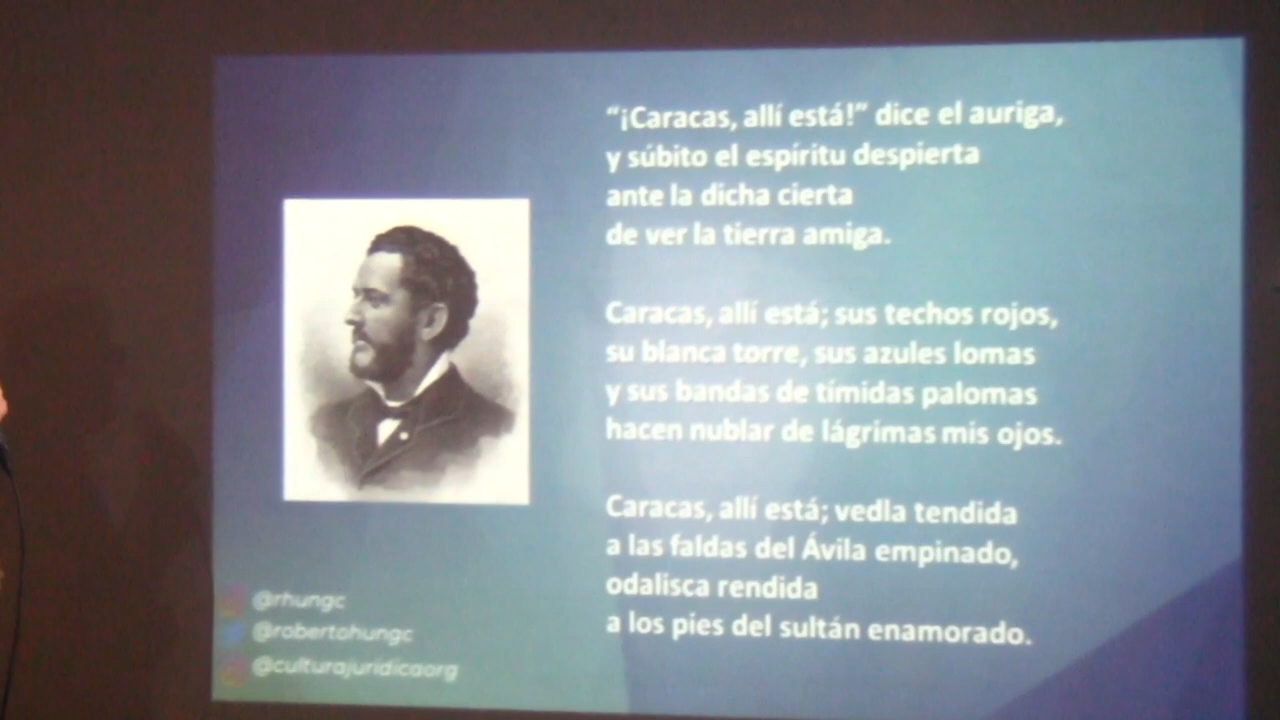 “¡Caracas, allí está!” dice el auriga,
y súbito el espíritu despierta
ante la dicha cierta
de ver la tierra amiga.
Caracas, allí está; sus techos rojos,
su blanca torre, sus azules lomas
y sus bandas de tímidas palomas
hacen nublar de lágrimas mis ojos.
Caracas, allí está; vedla tendida
a las faldas del Ávila empinado,
odalisca rendida
a los pies del sultán enamorado.
@rhungc
@robertohungc
@culturajuridicaorg